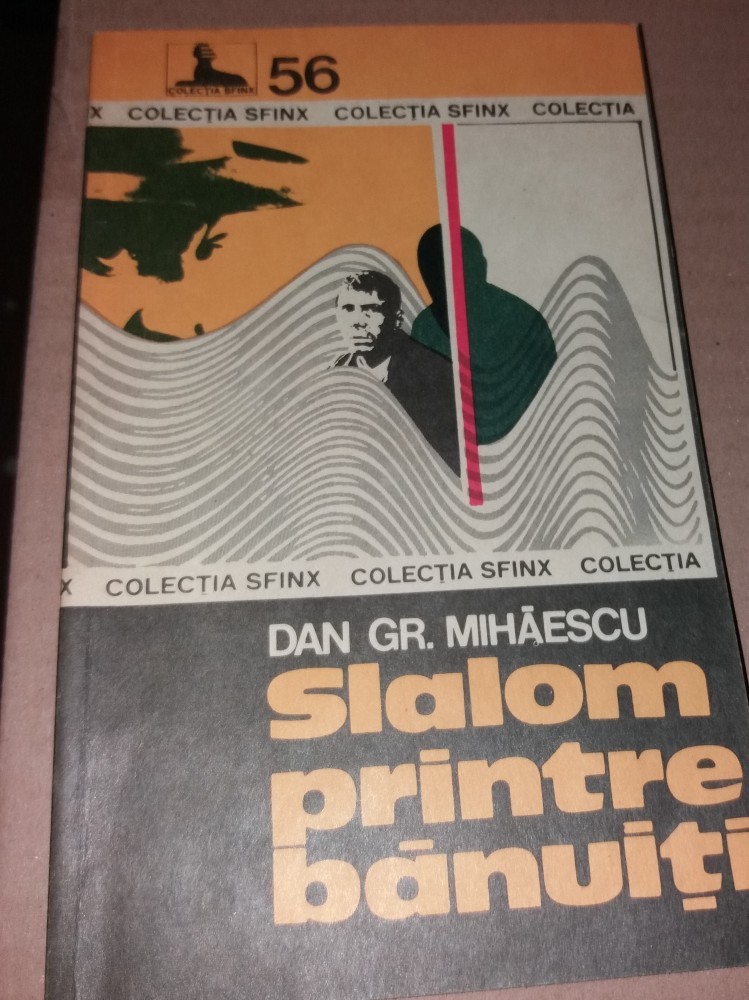 COLECȚIA SFINX
56
X COLECȚIA SFINX COLECȚIA SFINX COLECȚIA
X COLECȚIA SFINX COLECȚIA SFINX COLECȚIA
DAN GR. MIHĂESCU
Slalom
printre
bănuiți